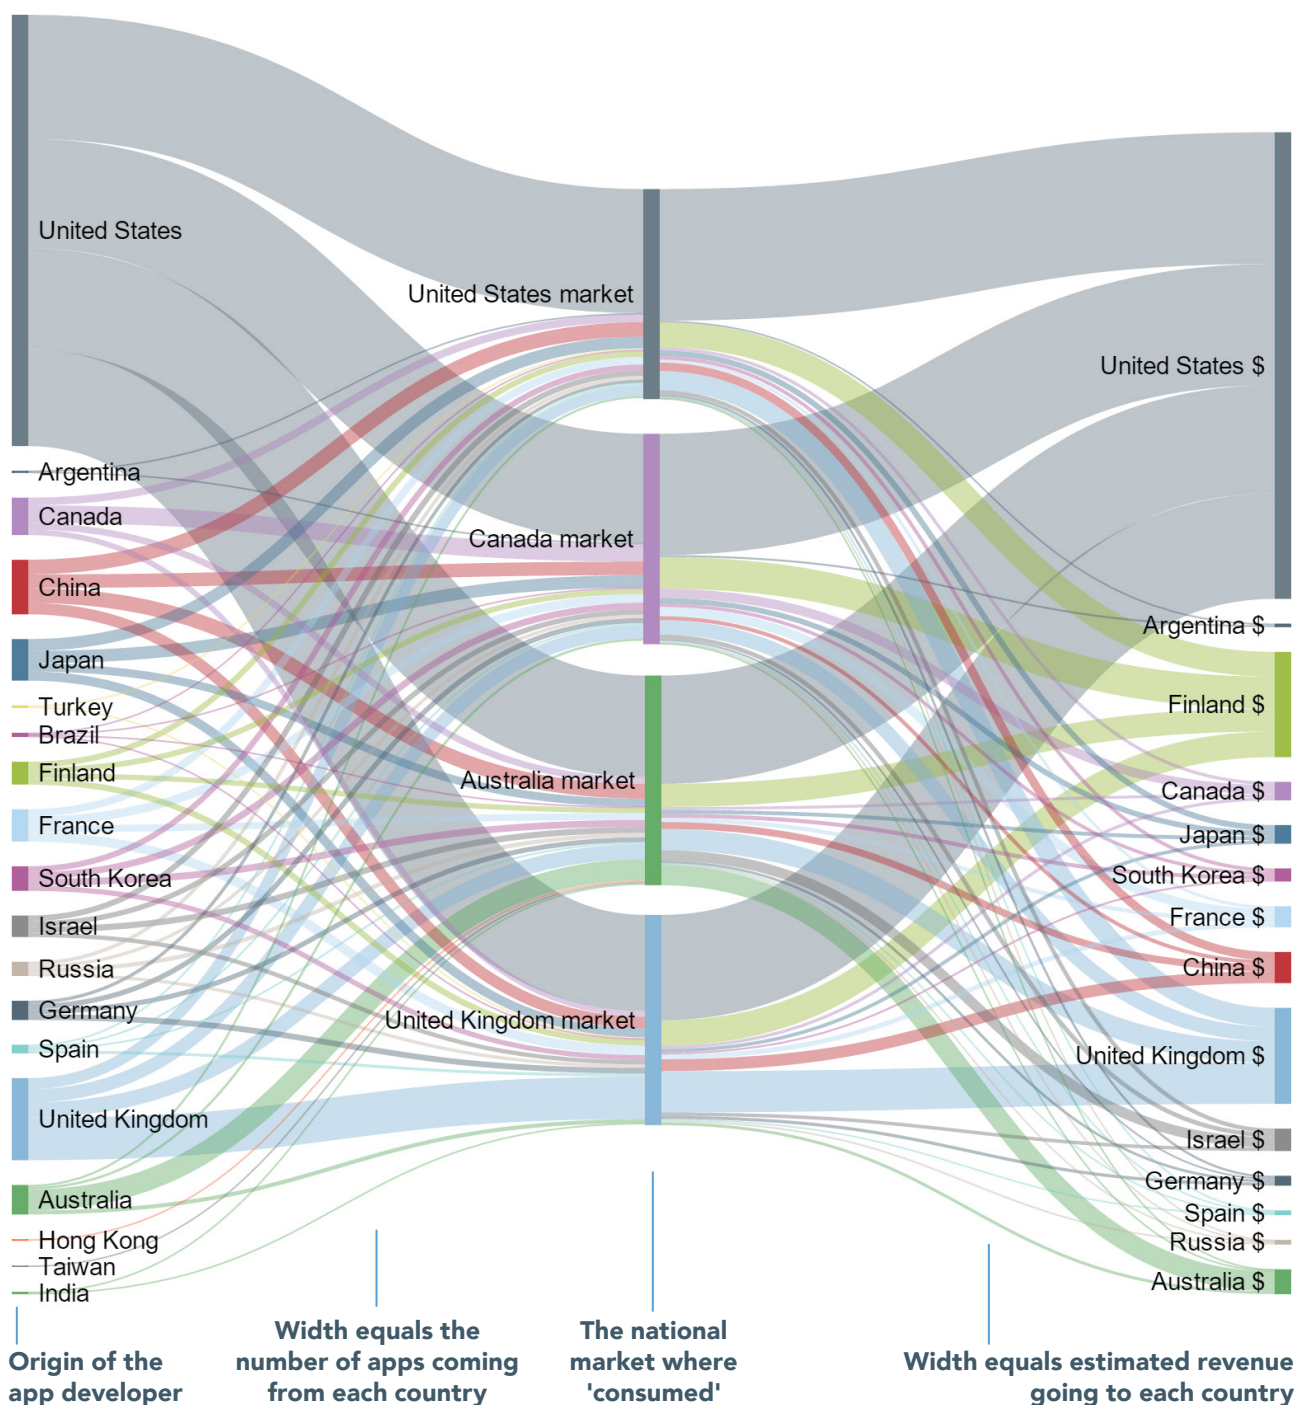 United States
Argentina
Canada
China
Japan
Turkey
Brazil
Finland
France
South Korea
Israel
Russia
Germany
Spain
United Kingdom
Australia
Hong Kong
Taiwan
India
United States market
Canada market
Australia market
United Kingdom market
United States $
Argentina $
Finland $
Canada $
Japan $
South Korea $
France $
China $
United Kingdom $
Israel $
Germany $
Spain $
Russia $
Australia $
Origin of the
app developer
Width equals the
number of apps coming
from each country
The national
market where
'consumed'
Width equals estimated revenue
going to each country